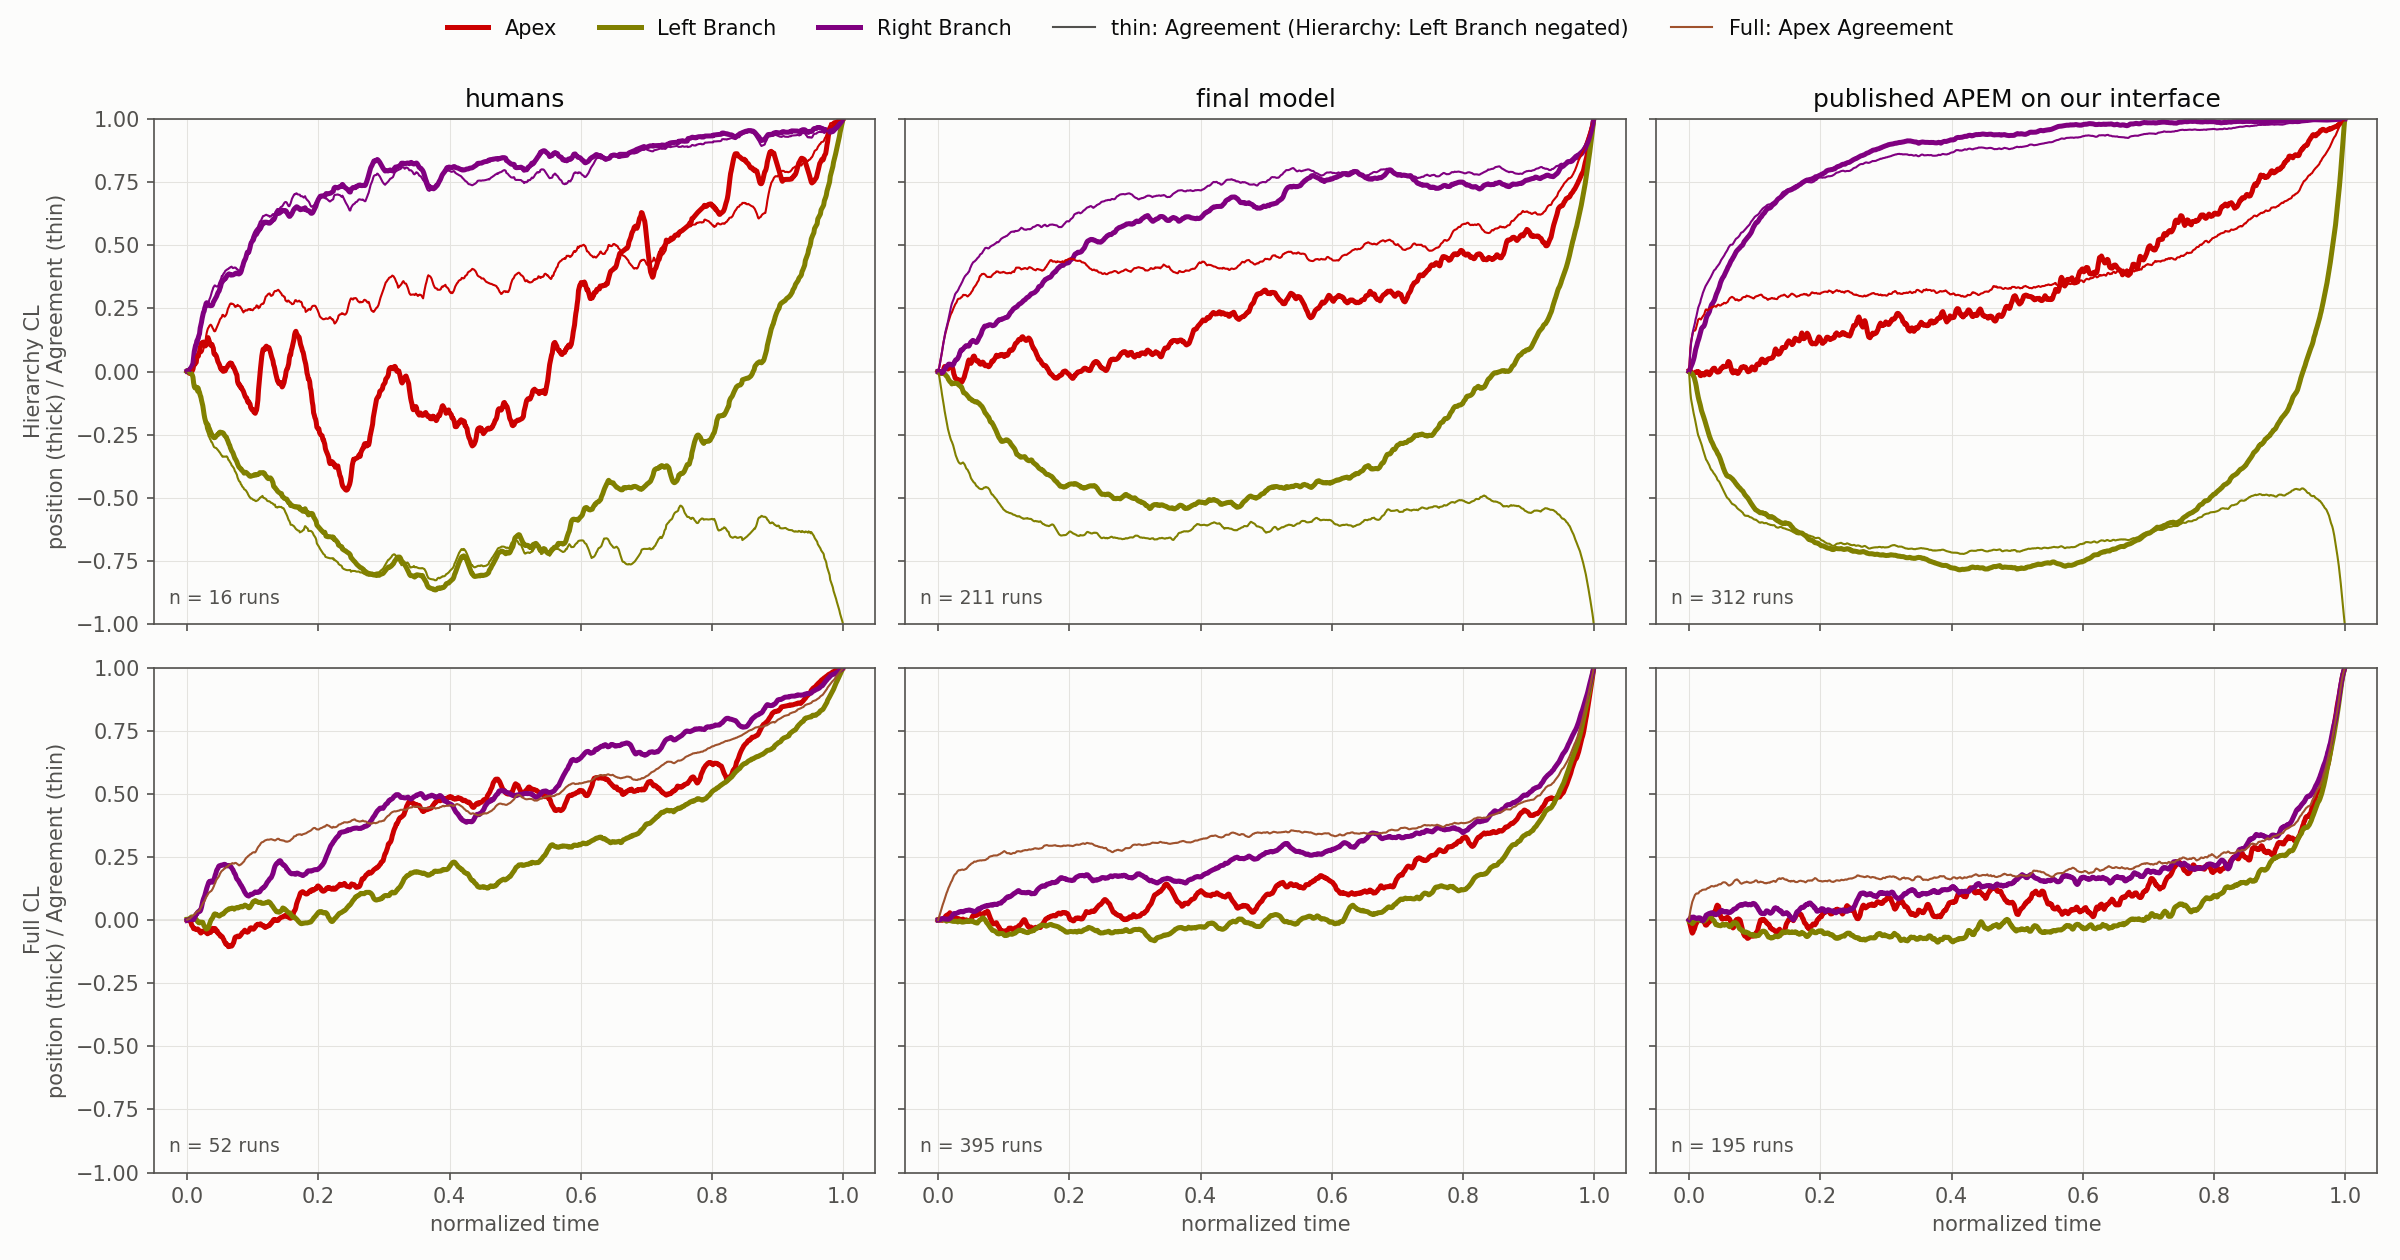 Apex
Left Branch
Right Branch
thin: Agreement (Hierarchy: Left Branch negated)
Full: Apex Agreement
humans
final model
published APEM on our interface
Hierarchy CL
position (thick) / Agreement (thin)
1.00
0.75
0.50
0.25
0.00
−0.25
−0.50
−0.75
−1.00
n = 16 runs
n = 211 runs
n = 312 runs
Full CL
position (thick) / Agreement (thin)
1.00
0.75
0.50
0.25
0.00
−0.25
−0.50
−0.75
−1.00
n = 52 runs
n = 395 runs
n = 195 runs
0.0 0.2 0.4 0.6 0.8 1.0
0.0 0.2 0.4 0.6 0.8 1.0
0.0 0.2 0.4 0.6 0.8 1.0
normalized time
normalized time
normalized time